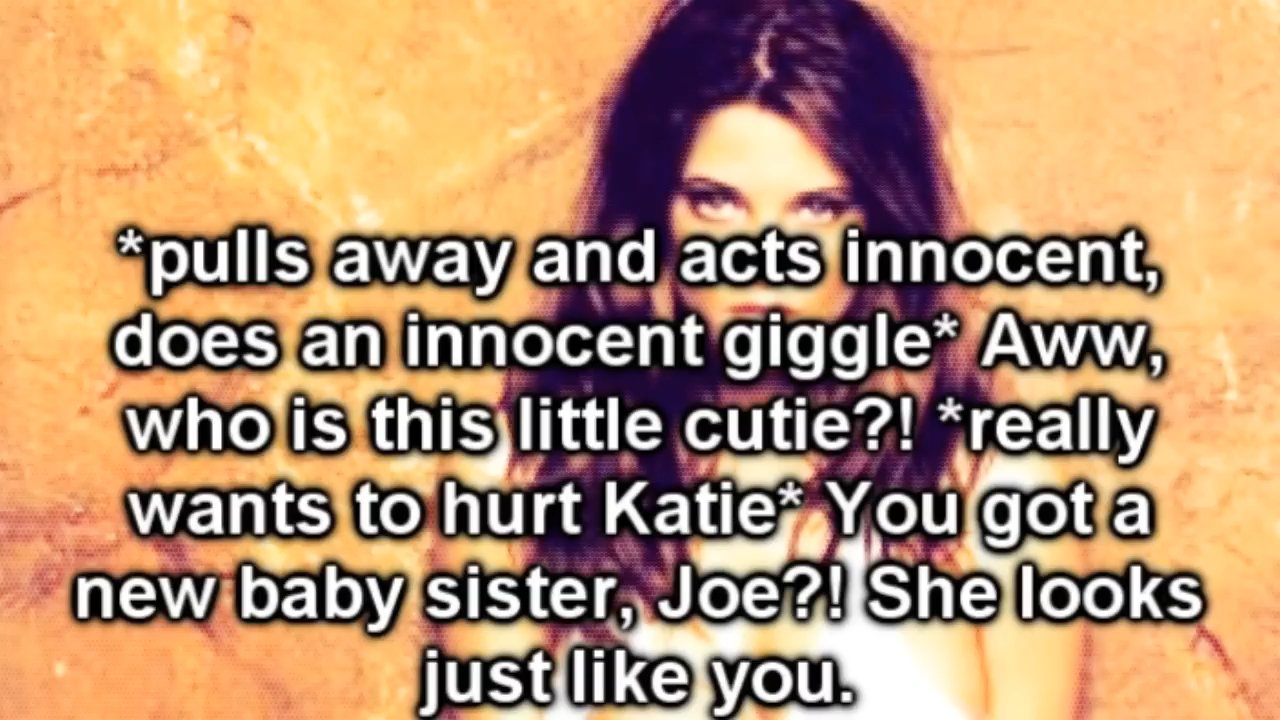 *pulls away and acts innocent,
does an innocent giggle* Aww,
who is this little cutie?! *really
wants to hurt Katie* You got a
new baby sister, Joe?! She looks
just like you.